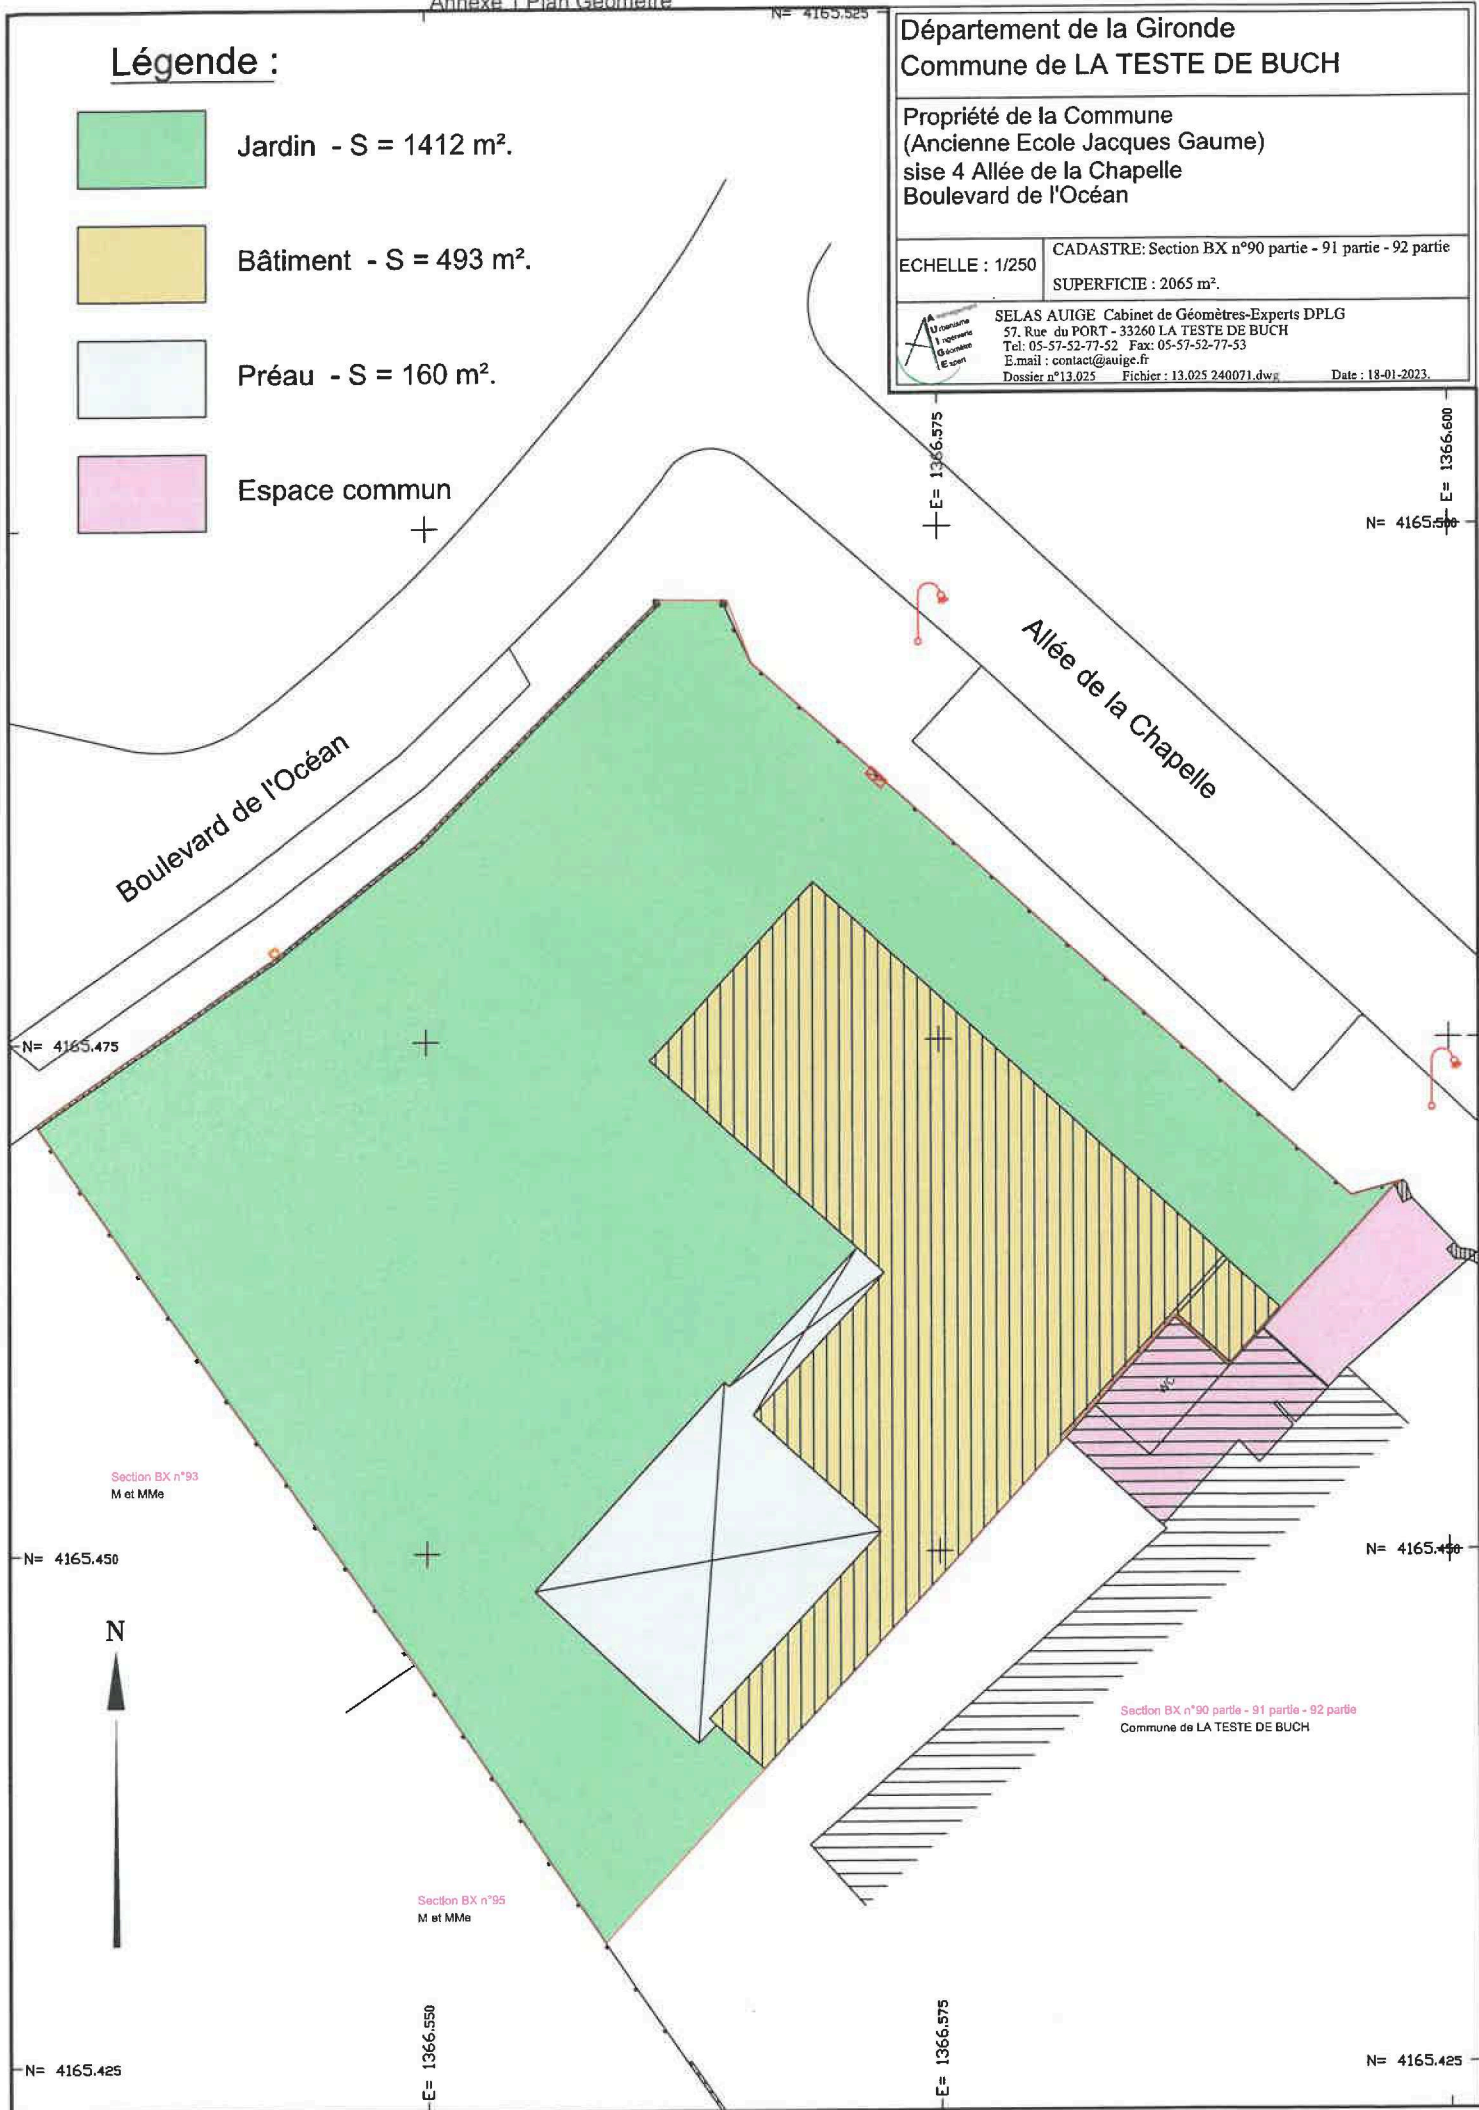 Annexe 1 Plan Géomètre
N= 4165.525
Légende :
Jardin - S = 1412 m².
Bâtiment - S = 493 m².
Préau - S = 160 m².
Espace commun
Département de la Gironde
Commune de LA TESTE DE BUCH
Propriété de la Commune
(Ancienne Ecole Jacques Gaume)
sise 4 Allée de la Chapelle
Boulevard de l'Océan
ECHELLE : 1/250
CADASTRE: Section BX n°90 partie - 91 partie - 92 partie
SUPERFICIE : 2065 m².
Aménagement
Urbanisme
Ingénierie
Géomètre
Expert
SELAS AUIGE Cabinet de Géomètres-Experts DPLG
57. Rue du PORT - 33260 LA TESTE DE BUCH
Tel: 05-57-52-77-52 Fax: 05-57-52-77-53
E.mail : contact@auige.fr
Dossier n°13.025 Fichier : 13.025 240071.dwg Date : 18-01-2023.
E= 1366.575
E= 1366.600
N= 4165.500
Allée de la Chapelle
Boulevard de l'Océan
N= 4165.475
WC
Section BX n°93
M et MMe
N= 4165.450
N= 4165.450
N
Section BX n°90 partie - 91 partie - 92 partie
Commune de LA TESTE DE BUCH
Section BX n°95
M et MMe
E= 1366.550
E= 1366.575
N= 4165.425
N= 4165.425